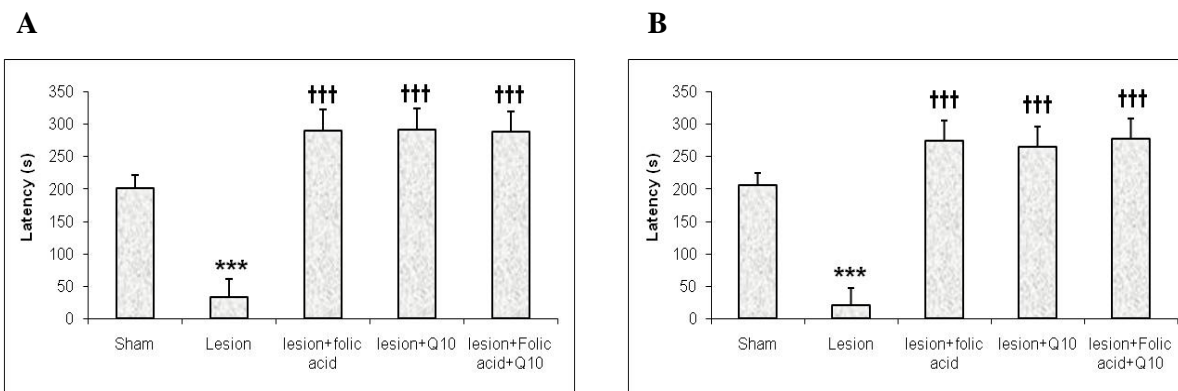 A
B
350
300
250
200
150
100
50
0
Latency (s)
***
†††
†††
†††
Sham
Lesion
lesion+folic
acid
lesion+Q10
lesion+Folic
acid+Q10
350
300
250
200
150
100
50
0
Latency (s)
***
†††
†††
†††
Sham
Lesion
lesion+folic
acid
lesion+Q10
lesion+Folic
acid+Q10